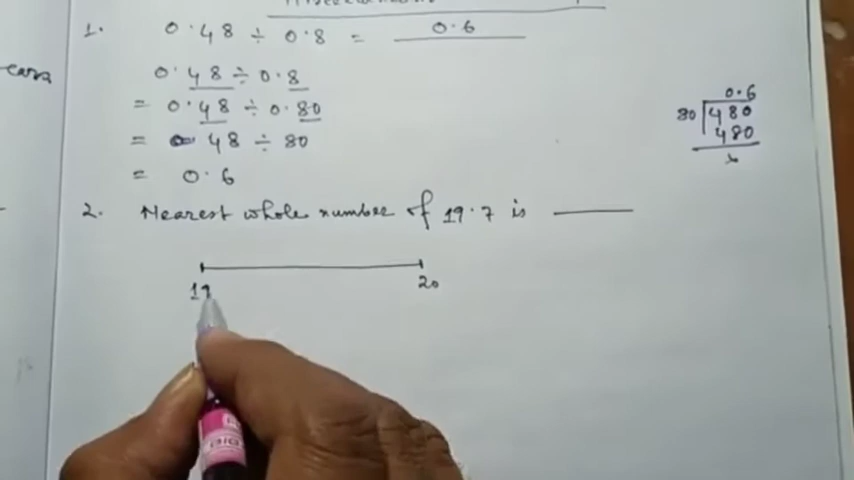 1. 0.48 ÷ 0.8 = 0.6
0.48 ÷ 0.8
= 0.48 ÷ 0.80
= 48 ÷ 80
= 0.6
0.6
80 480
480
x
2. Nearest whole number of 19.7 is ____
19 20